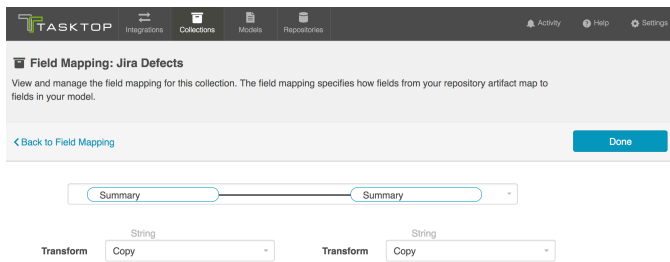 TASKTOP Integrations Collections Models Repositories Activity Help Settings
Field Mapping: Jira Defects
View and manage the field mapping for this collection. The field mapping specifies how fields from your repository artifact map to
fields in your model.
Back to Field Mapping Done
Summary Summary
String String
Transform Copy Transform Copy